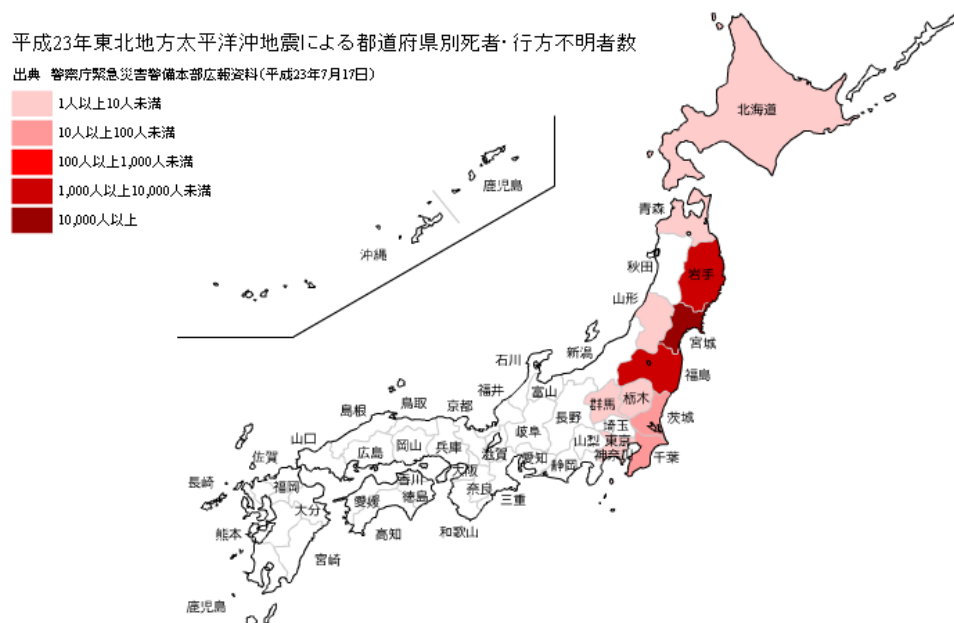 平成23年東北地方太平洋沖地震による都道府県別死者・行方不明者数
出典 警察庁緊急災害警備本部広報資料(平成23年7月17日)
1人以上10人未満
10人以上100人未満
100人以上1,000人未満
1,000人以上10,000人未満
10,000人以上
北海道
鹿児島
沖縄
青森
秋田
岩手
山形
宮城
新潟
福島
石川
福井
富山
群馬
栃木
茨城
長野
埼玉
山梨
東京
神奈川
千葉
島根
鳥取
京都
岐阜
山口
広島
岡山
兵庫
滋賀
愛知
静岡
佐賀
長崎
福岡
大分
熊本
宮崎
鹿児島
香川
徳島
愛媛
高知
大阪
奈良
三重
和歌山